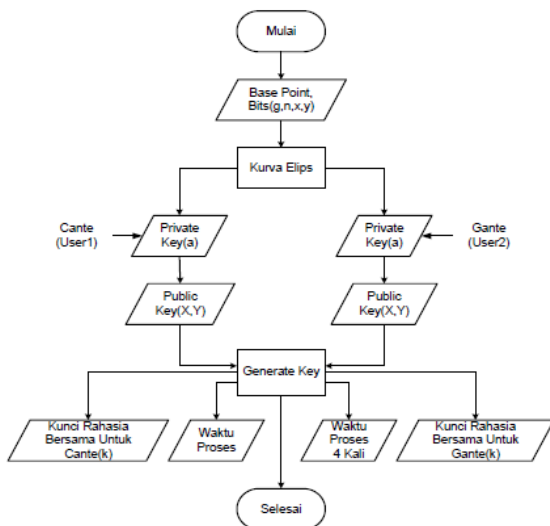 Mulai
Base Point,
Bits(g,n,x,y)
Kurva Elips
Cante
(User1)
Private
Key(a)
Private
Key(a)
Gante
(User2)
Public
Key(X,Y)
Public
Key(X,Y)
Generate Key
Kunci Rahasia
Bersama Untuk
Cante(k)
Waktu
Proses
Waktu
Proses
4 Kali
Kunci Rahasia
Bersama Untuk
Gante(k)
Selesai